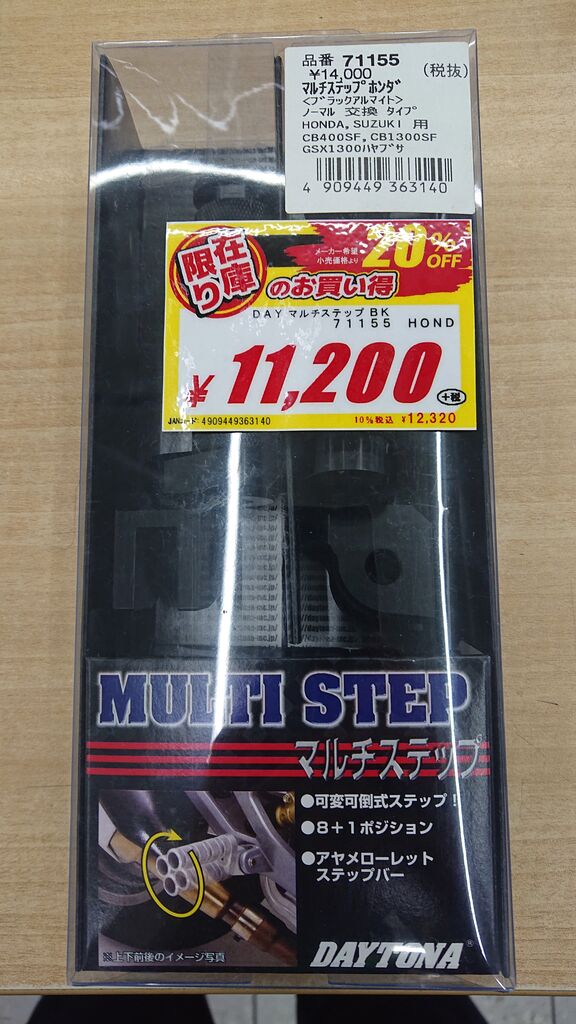 品番 71155
¥14,000 (税抜)
マルチステップ ホンダ
<ブラックアルマイト>
ノーマル 交換 タイプ
HONDA, SUZUKI 用
CB400SF, CB1300SF
GSX1300ハヤブサ
4 909449 363140
在庫限り
メーカー希望小売価格より
20%OFF
のお買い得
DAY マルチステップ BK
71155 HOND
¥11,200 +税
JANコード: 4909449363140
10%税込 ¥12,320
MULTI STEP
マルチステップ
●可変可倒式ステップ!
●8+1ポジション
●アヤメローレット
ステップバー
※上下前後のイメージ写真
DAYTONA®